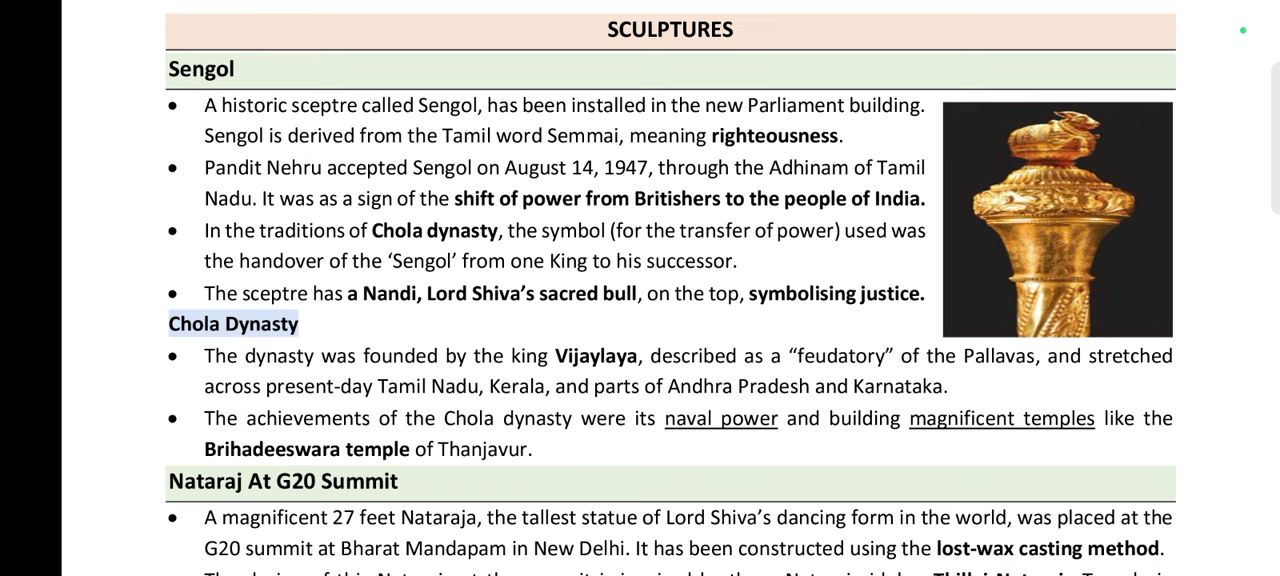 SCULPTURES
Sengol
• A historic sceptre called Sengol, has been installed in the new Parliament building.
Sengol is derived from the Tamil word Semmai, meaning righteousness.
• Pandit Nehru accepted Sengol on August 14, 1947, through the Adhinam of Tamil
Nadu. It was as a sign of the shift of power from Britishers to the people of India.
• In the traditions of Chola dynasty, the symbol (for the transfer of power) used was
the handover of the ‘Sengol’ from one King to his successor.
• The sceptre has a Nandi, Lord Shiva’s sacred bull, on the top, symbolising justice.
Chola Dynasty
• The dynasty was founded by the king Vijaylaya, described as a “feudatory” of the Pallavas, and stretched
across present-day Tamil Nadu, Kerala, and parts of Andhra Pradesh and Karnataka.
• The achievements of the Chola dynasty were its naval power and building magnificent temples like the
Brihadeeswara temple of Thanjavur.
Nataraj At G20 Summit
• A magnificent 27 feet Nataraja, the tallest statue of Lord Shiva’s dancing form in the world, was placed at the
G20 summit at Bharat Mandapam in New Delhi. It has been constructed using the lost-wax casting method.